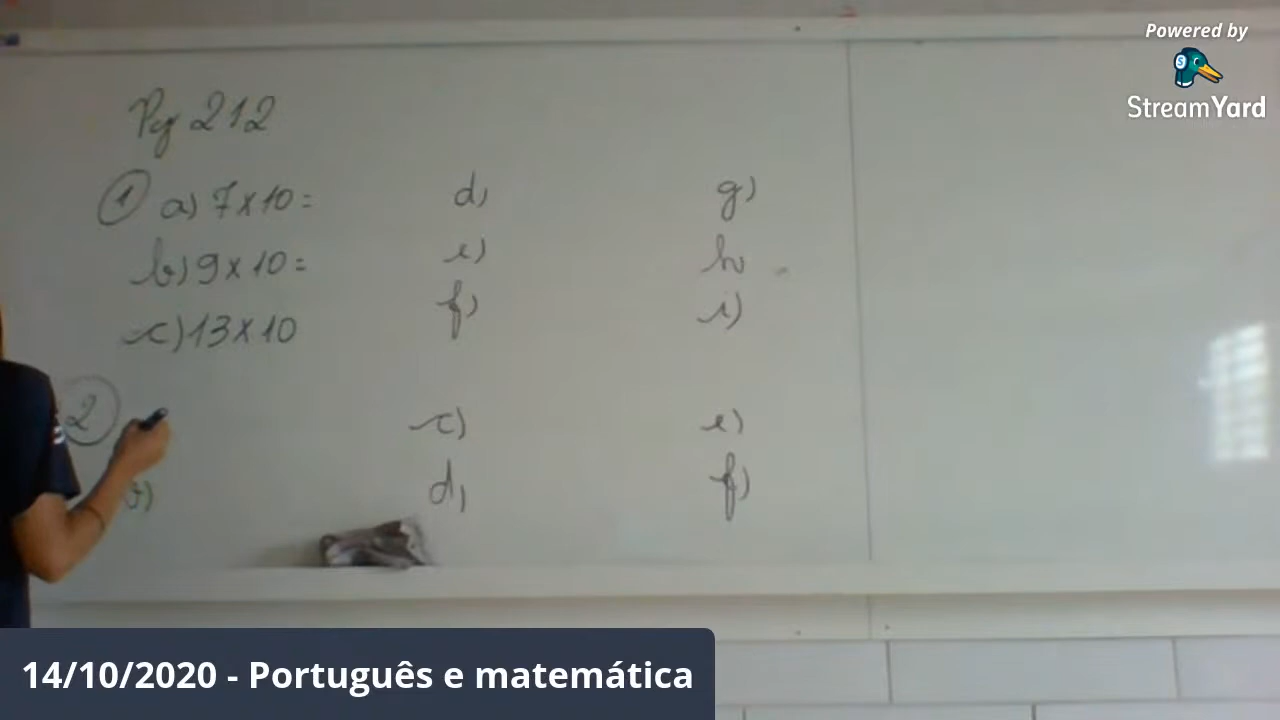 Powered by
StreamYard
Pg 212
1 a) 7x10=
b) 9x10=
c) 13x10
d)
e)
f)
g)
h
i)
2
c)
d)
e)
f)
14/10/2020 - Português e matemática